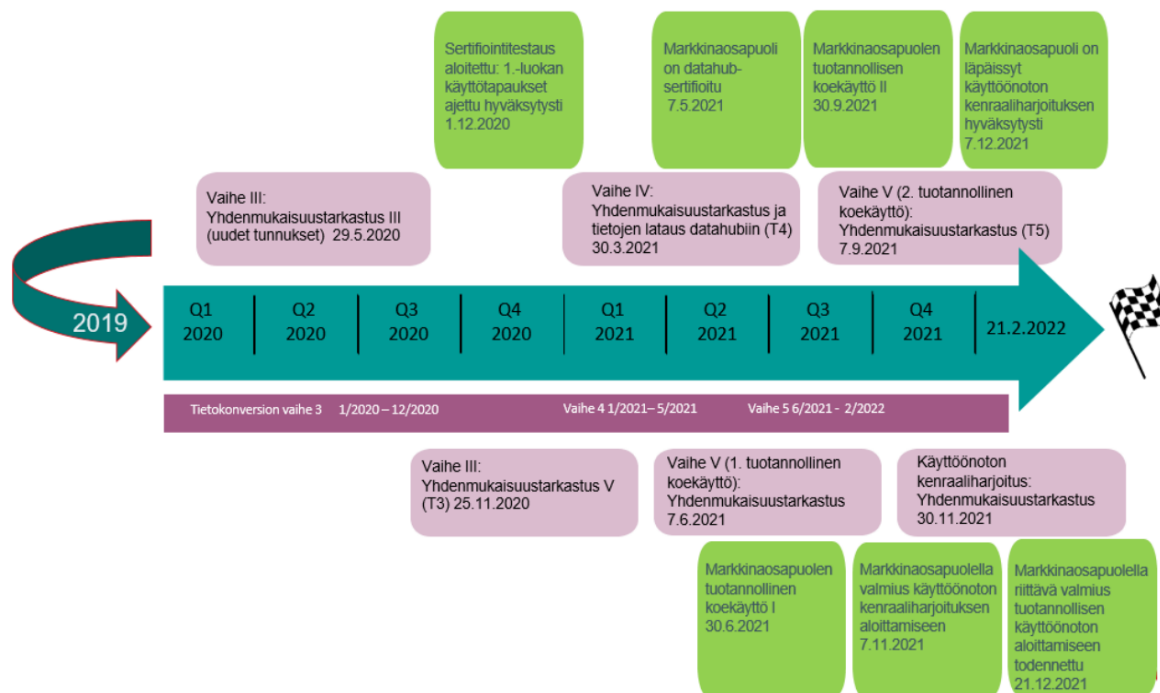 Sertifiointitestaus
aloitettu: 1.-luokan
käyttötapaukset
ajettu hyväksytysti
1.12.2020
Markkinaosapuoli
on datahub-
sertifioitu
7.5.2021
Markkinaosapuolen
tuotannollisen
koekäyttö II
30.9.2021
Markkinaosapuoli on
läpäissyt
käyttöönoton
kenraaliharjoituksen
hyväksytysti
7.12.2021
Vaihe III:
Yhdenmukaisuustarkastus III
(uudet tunnukset) 29.5.2020
Vaihe IV:
Yhdenmukaisuustarkastus ja
tietojen lataus datahubiin (T4)
30.3.2021
Vaihe V (2. tuotannollinen
koekäyttö):
Yhdenmukaisuustarkastus (T5)
7.9.2021
2019
Q1
2020
Q2
2020
Q3
2020
Q4
2020
Q1
2021
Q2
2021
Q3
2021
Q4
2021
21.2.2022
Tietokonversion vaihe 3 1/2020 – 12/2020
Vaihe 4 1/2021– 5/2021
Vaihe 5 6/2021 - 2/2022
Vaihe III:
Yhdenmukaisuustarkastus V
(T3) 25.11.2020
Vaihe V (1. tuotannollinen
koekäyttö):
Yhdenmukaisuustarkastus
7.6.2021
Käyttöönoton
kenraaliharjoitus:
Yhdenmukaisuustarkastus
30.11.2021
Markkinaosapuolen
tuotannollinen
koekäyttö I
30.6.2021
Markkinaosapuolella
valmius käyttöönoton
kenraaliharjoituksen
aloittamiseen
7.11.2021
Markkinaosapuolella
riittävä valmius
tuotannollisen
käyttöönoton
aloittamiseen
todennettu
21.12.2021